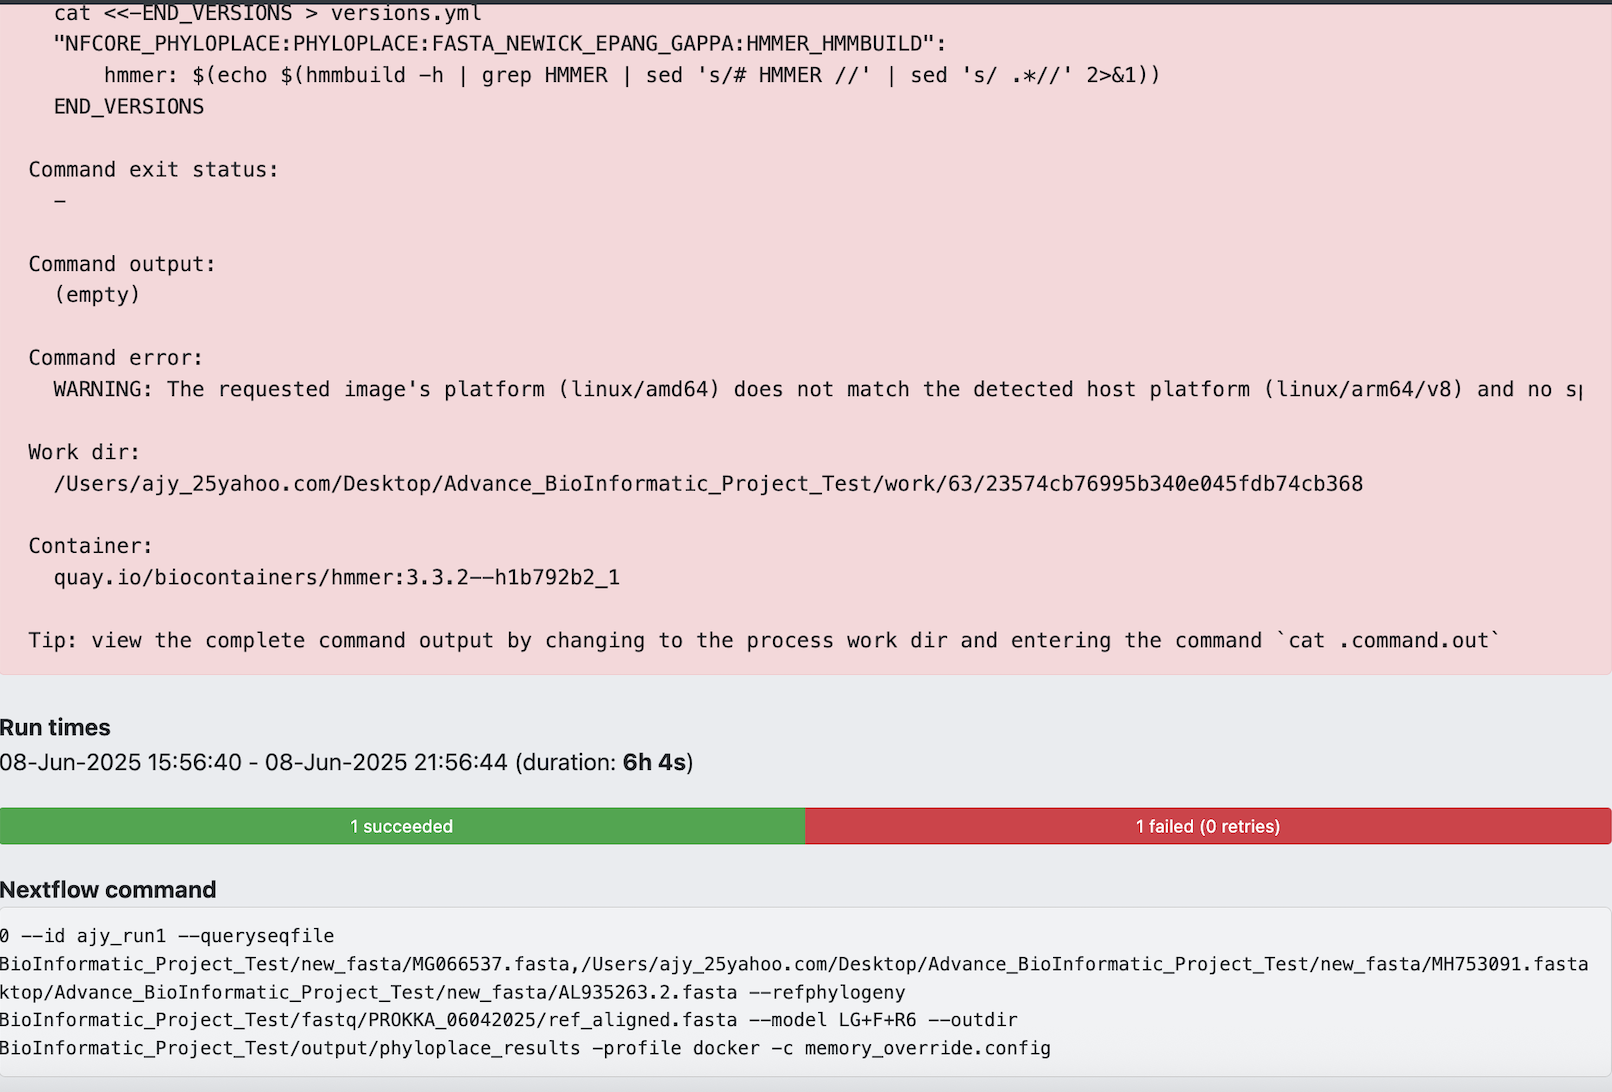 cat <<-END_VERSIONS > versions.yml
"NFCORE_PHYLOPLACE:PHYLOPLACE:FASTA_NEWICK_EPANG_GAPPA:HMMER_HMMBUILD":
hmmer: $(echo $(hmmbuild -h | grep HMMER | sed 's/# HMMER //' | sed 's/ .*//' 2>&1))
END_VERSIONS
Command exit status:
-
Command output:
(empty)
Command error:
WARNING: The requested image's platform (linux/amd64) does not match the detected host platform (linux/arm64/v8) and no
Work dir:
/Users/ajy_25yahoo.com/Desktop/Advance_BioInformatic_Project_Test/work/63/23574cb76995b340e045fdb74cb368
Container:
quay.io/biocontainers/hmmer:3.3.2--h1b792b2_1
Tip: view the complete command output by changing to the process work dir and entering the command `cat .command.out`
Run times
08-Jun-2025 15:56:40 - 08-Jun-2025 21:56:44 (duration: 6h 4s)
1 succeeded
1 failed (0 retries)
Nextflow command
0 --id ajy_run1 --queryseqfile
BioInformatic_Project_Test/new_fasta/MG066537.fasta,/Users/ajy_25yahoo.com/Desktop/Advance_BioInformatic_Project_Test/new_fasta/MH753091.fasta
ktop/Advance_BioInformatic_Project_Test/new_fasta/AL935263.2.fasta --refphylogeny
BioInformatic_Project_Test/fastq/PROKKA_06042025/ref_aligned.fasta --model LG+F+R6 --outdir
BioInformatic_Project_Test/output/phyloplace_results -profile docker -c memory_override.config